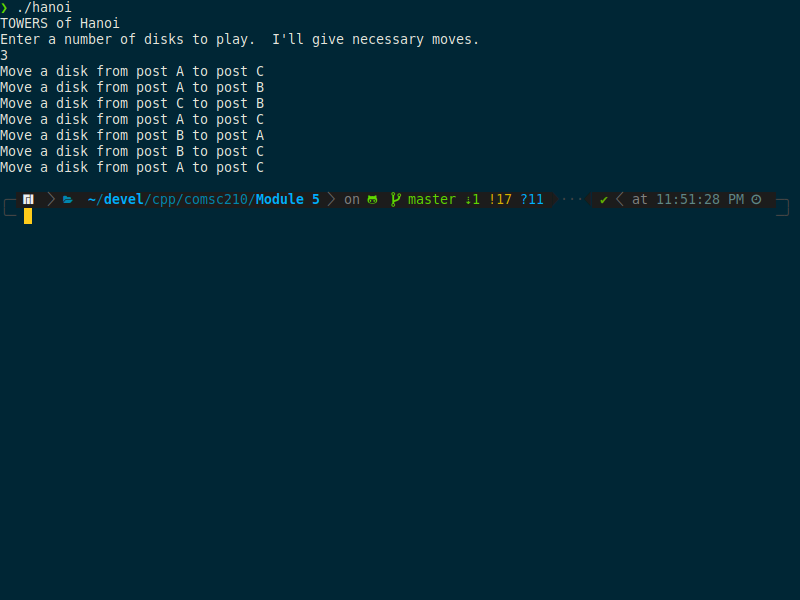 ❯ ./hanoi
TOWERS of Hanoi
Enter a number of disks to play.  I'll give necessary moves.
3
Move a disk from post A to post C
Move a disk from post A to post B
Move a disk from post C to post B
Move a disk from post A to post C
Move a disk from post B to post A
Move a disk from post B to post C
Move a disk from post A to post C
~/devel/cpp/comsc210/Module 5 on master ⇣1 !17 ?11 ··· ✔ at 11:51:28 PM